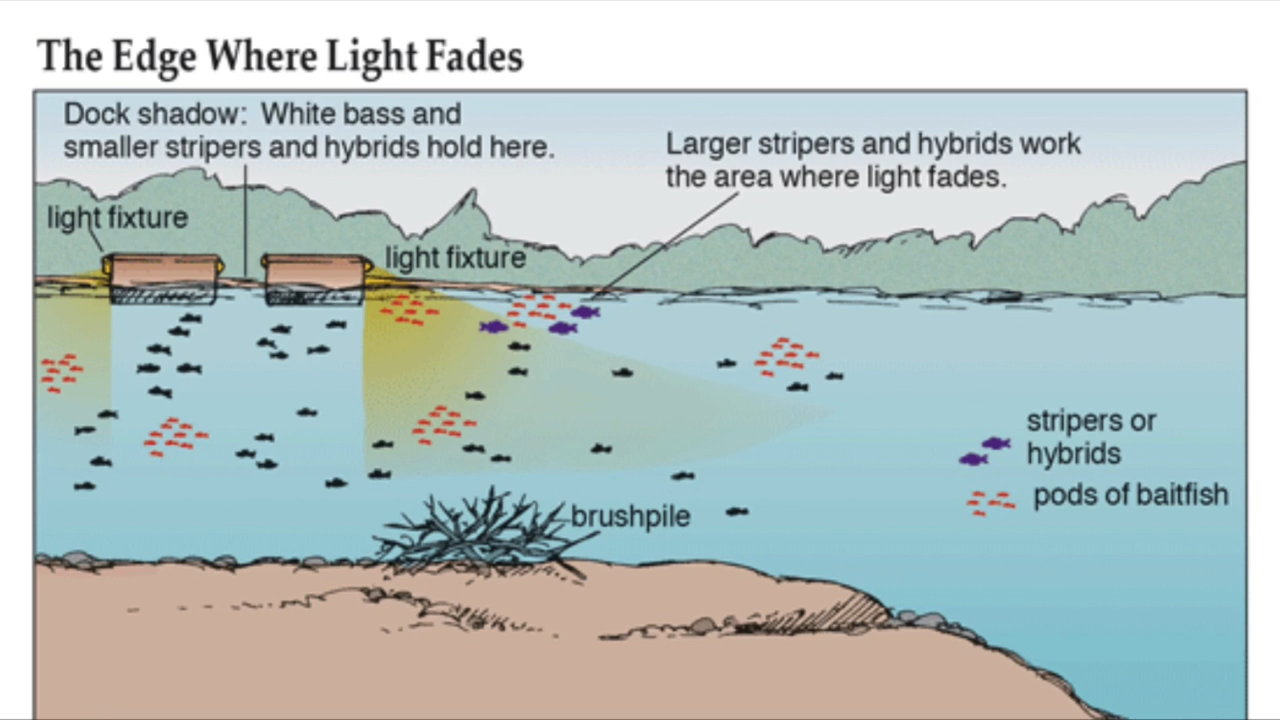 The Edge Where Light Fades
Dock shadow: White bass and
smaller stripers and hybrids hold here.
Larger stripers and hybrids work
the area where light fades.
light fixture
light fixture
stripers or
hybrids
pods of baitfish
brushpile